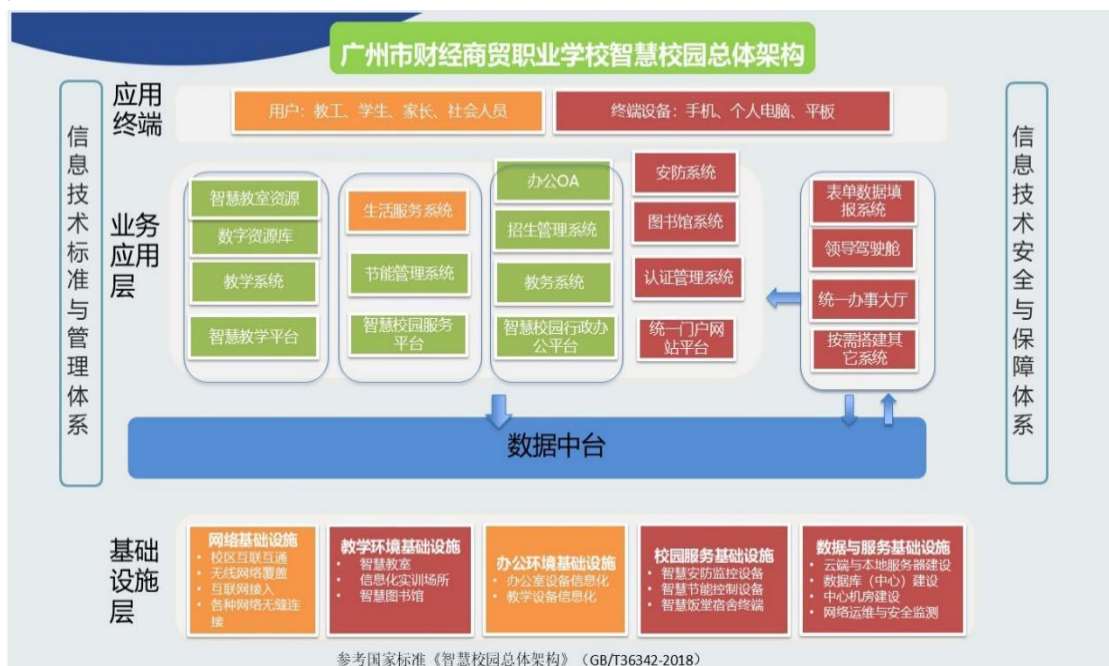 广州市财经商贸职业学校智慧校园总体架构
信息技术标准与管理体系
应用
终端
用户：教工、学生、家长、社会人员
终端设备：手机、个人电脑、平板
业务
应用
层
智慧教室资源
数字资源库
教学系统
智慧教学平台
生活服务系统
节能管理系统
智慧校园服务
平台
办公OA
招生管理系统
教务系统
智慧校园行政办
公平台
安防系统
图书馆系统
认证管理系统
统一门户网
站平台
表单数据填
报系统
领导驾驶舱
统一办事大厅
按需搭建其
它系统
信息技术安全与保障体系
数据中台
基础
设施
层
网络基础设施
• 校区互联互通
• 无线网络覆盖
• 互联网接入
• 各种网络无缝连
接
教学环境基础设施
• 智慧教室
• 信息化实训场所
• 智慧图书馆
办公环境基础设施
• 办公室设备信息化
• 教学设备信息化
校园服务基础设施
• 智慧安防监控设备
• 智慧节能控制设备
• 智慧饭堂宿舍终端
数据与服务基础设施
• 云端与本地服务器建设
• 数据库（中心）建设
• 中心机房建设
• 网络运维与安全监测
参考国家标准《智慧校园总体架构》（GB/T36342-2018）